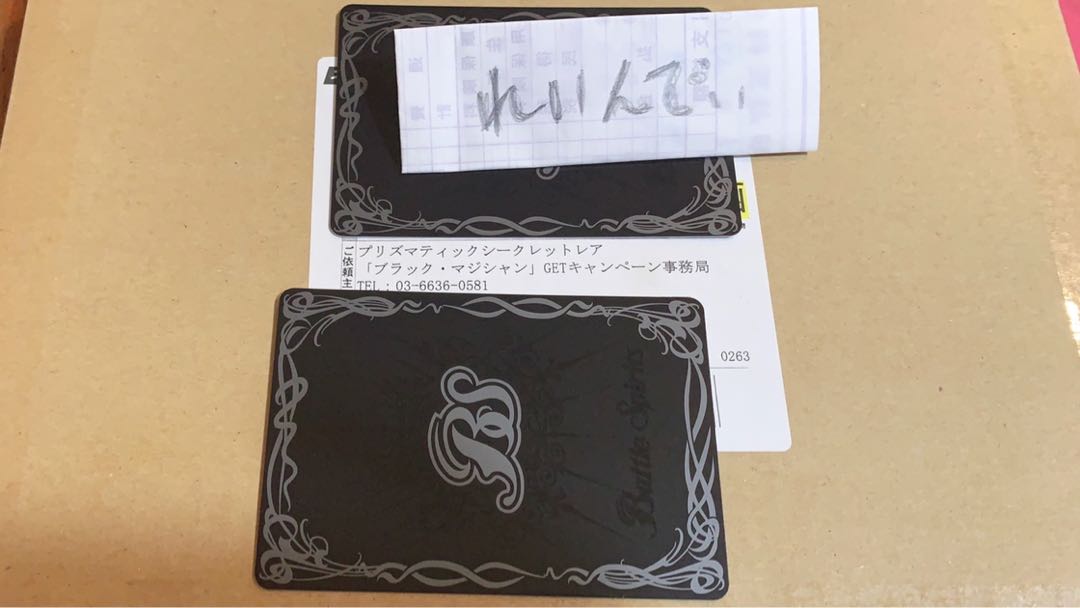 れいんでぃ
ご依頼主
プリズマティックシークレットレア
「ブラック・マジシャン」GETキャンペーン事務局
TEL：03-6636-0581
0263
BS
Battle Spirits